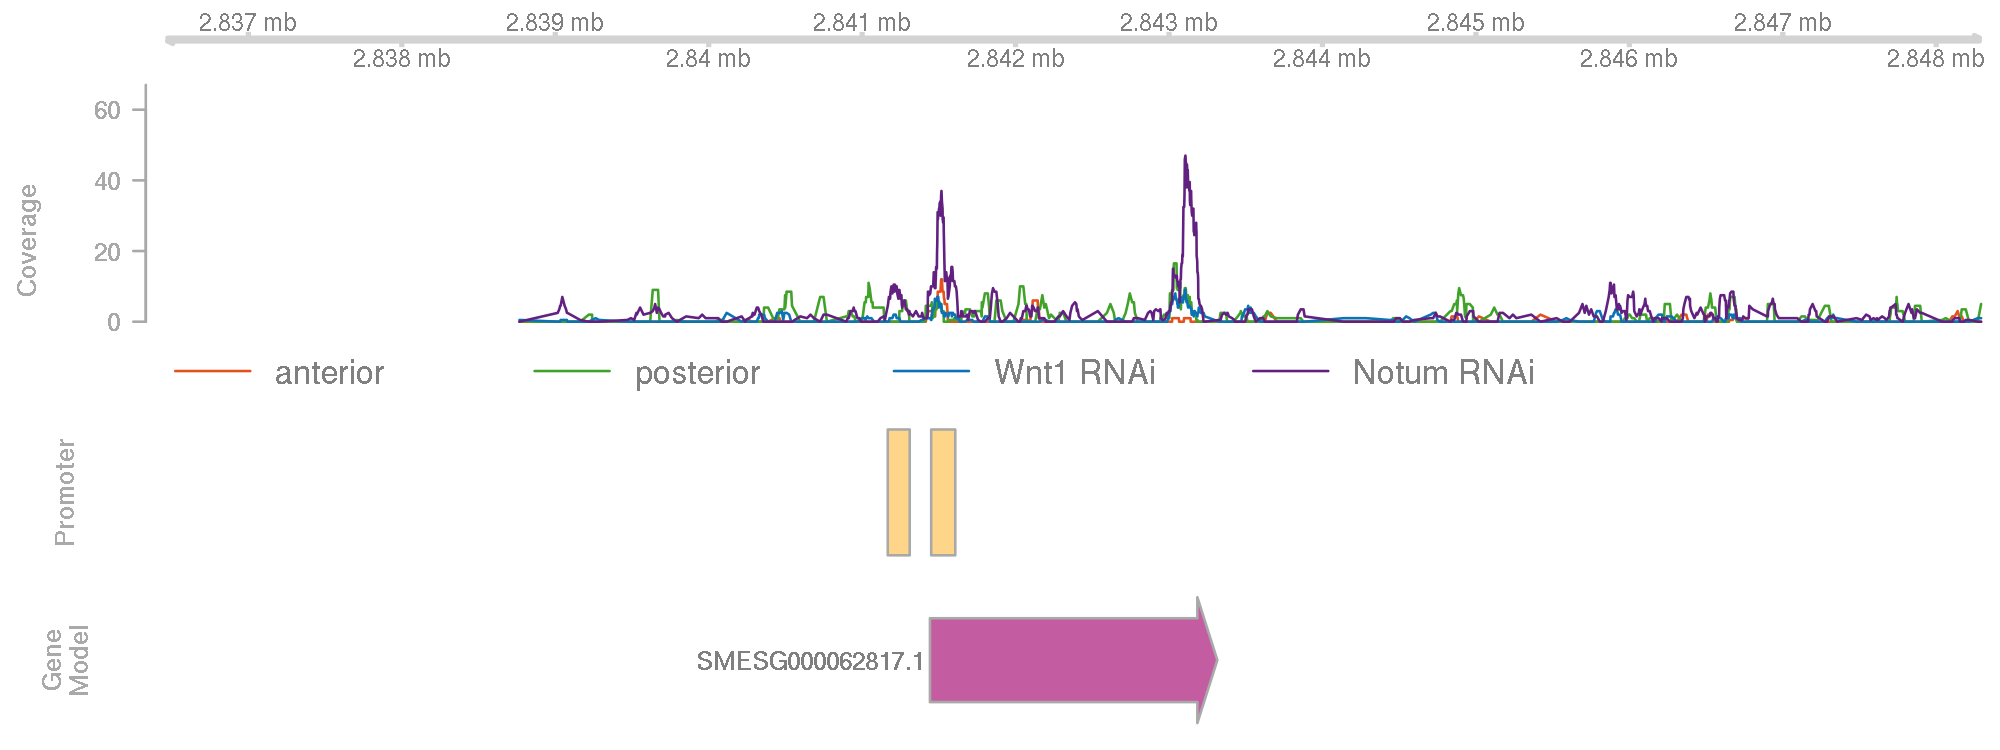 2.837 mb 2.839 mb 2.841 mb 2.843 mb 2.845 mb 2.847 mb
2.838 mb 2.84 mb 2.842 mb 2.844 mb 2.846 mb 2.848 mb
Coverage
60
40
20
0
anterior posterior Wnt1 RNAi Notum RNAi
Promoter
Gene
Model
SMESG000062817.1